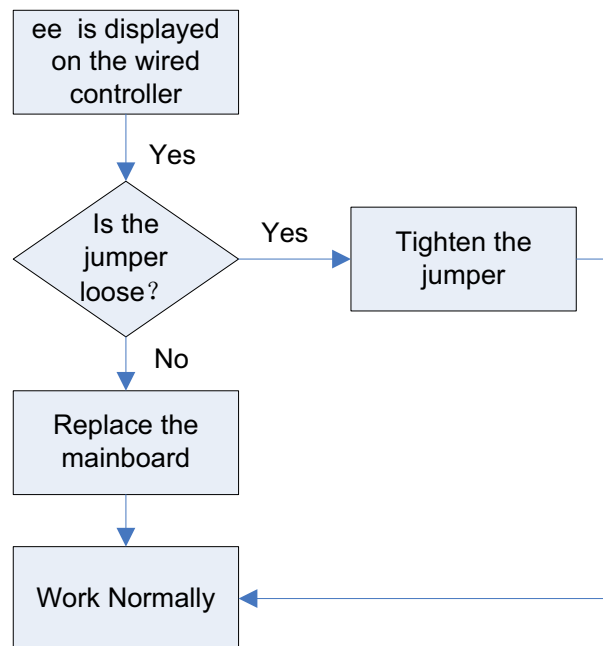 ee is displayed
on the wired
controller
Yes
Is the
jumper
loose？
Yes
Tighten the
jumper
No
Replace the
mainboard
Work Normally